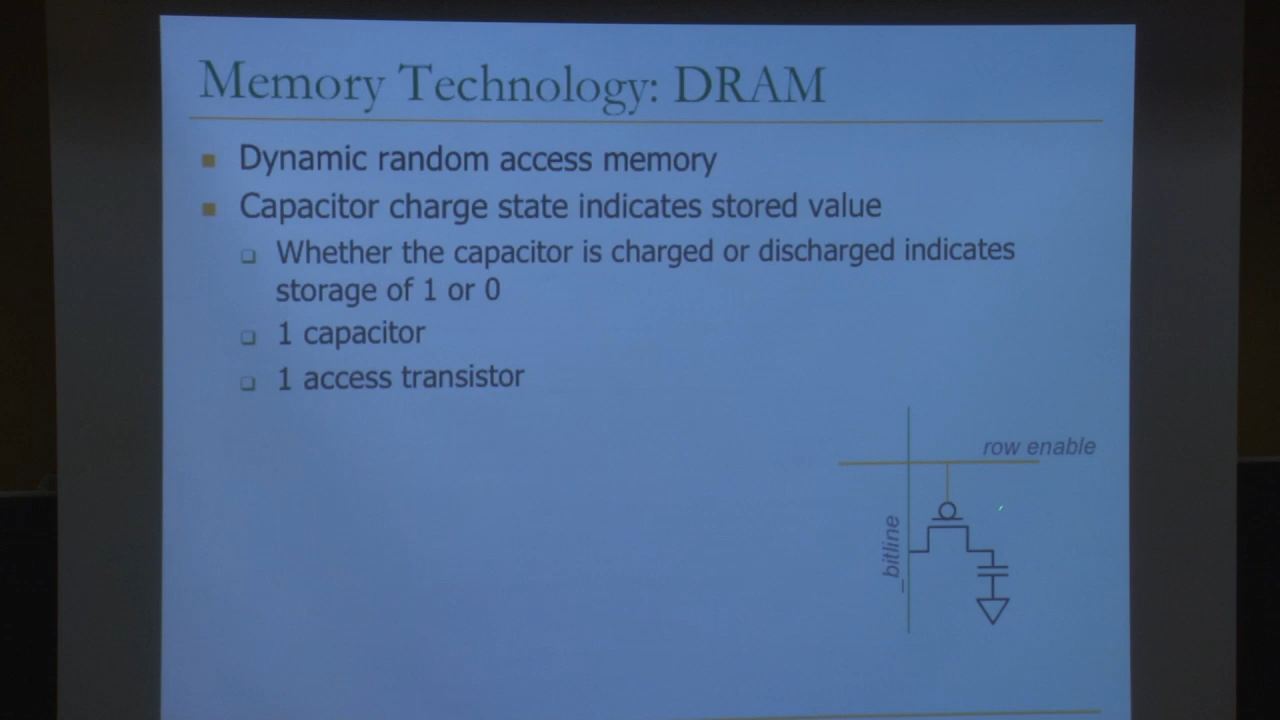 Memory Technology: DRAM
Dynamic random access memory
Capacitor charge state indicates stored value
Whether the capacitor is charged or discharged indicates
storage of 1 or 0
1 capacitor
1 access transistor
row enable
_bitline